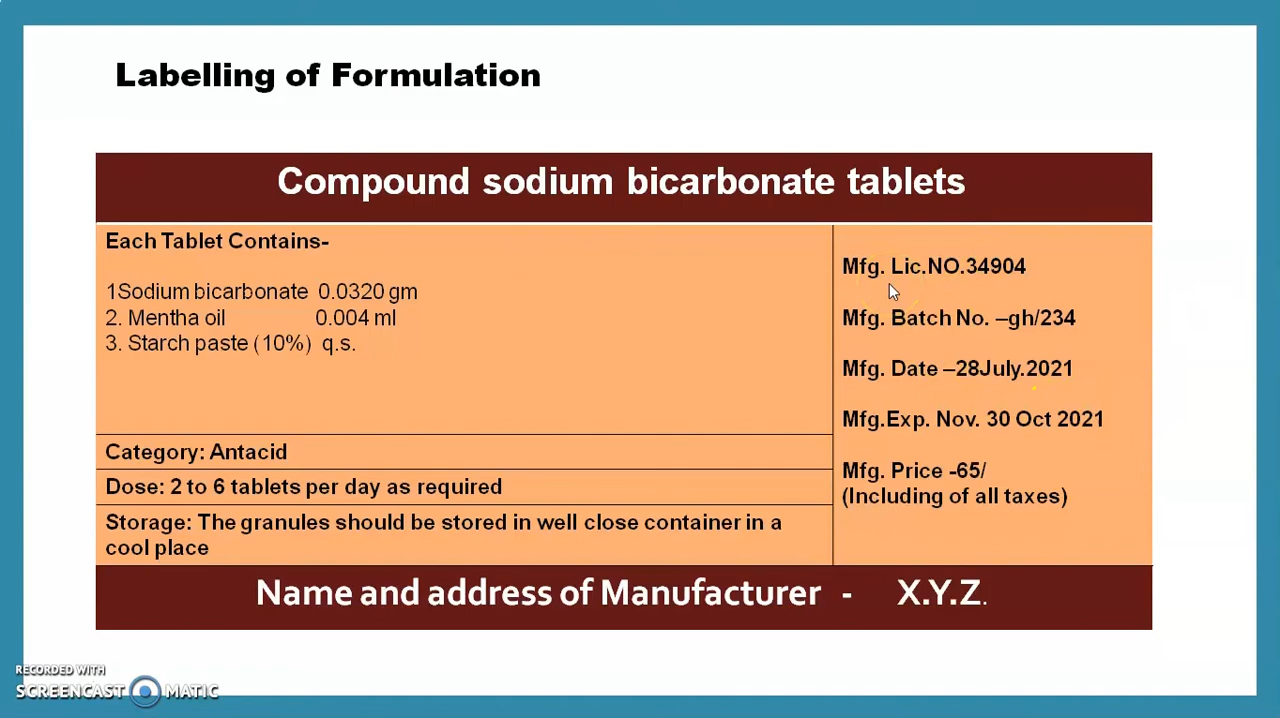 Labelling of Formulation
Compound sodium bicarbonate tablets
Each Tablet Contains-
1Sodium bicarbonate 0.0320 gm
2. Mentha oil 0.004 ml
3. Starch paste (10%) q.s.
Category: Antacid
Dose: 2 to 6 tablets per day as required
Storage: The granules should be stored in well close container in a
cool place
Mfg. Lic.NO.34904
Mfg. Batch No. –gh/234
Mfg. Date –28July.2021
Mfg.Exp. Nov. 30 Oct 2021
Mfg. Price -65/
(Including of all taxes)
Name and address of Manufacturer - X.Y.Z.
RECORDED WITH
SCREENCAST MATIC